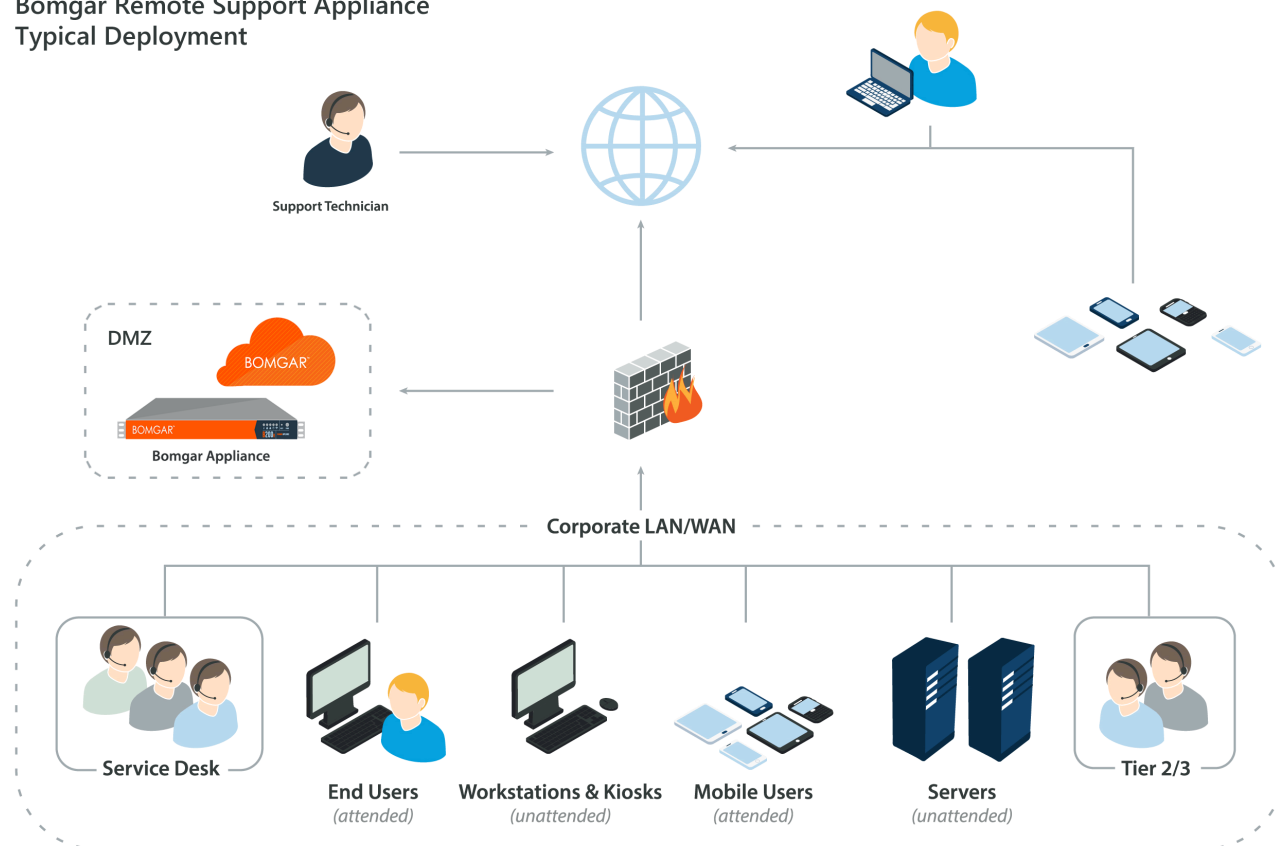 Bomgar Remote Support Appliance
Typical Deployment
Support Technician
DMZ
BOMGAR
BOMGAR
Bomgar Appliance
Corporate LAN/WAN
Service Desk
End Users
(attended)
Workstations & Kiosks
(unattended)
Mobile Users
(attended)
Servers
(unattended)
Tier 2/3